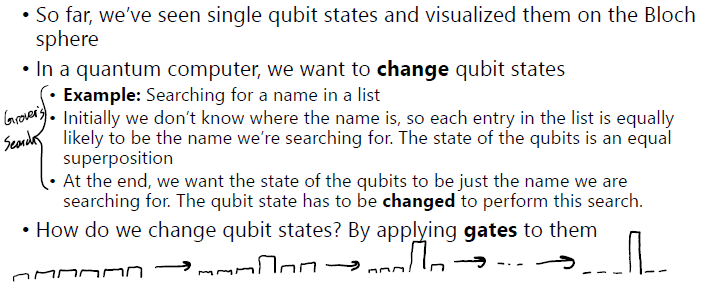 • So far, we've seen single qubit states and visualized them on the Bloch
sphere
• In a quantum computer, we want to change qubit states
• Example: Searching for a name in a list
• Initially we don't know where the name is, so each entry in the list is equally
likely to be the name we're searching for. The state of the qubits is an equal
superposition
Grover's
Search
• At the end, we want the state of the qubits to be just the name we are
searching for. The qubit state has to be changed to perform this search.
• How do we change qubit states? By applying gates to them